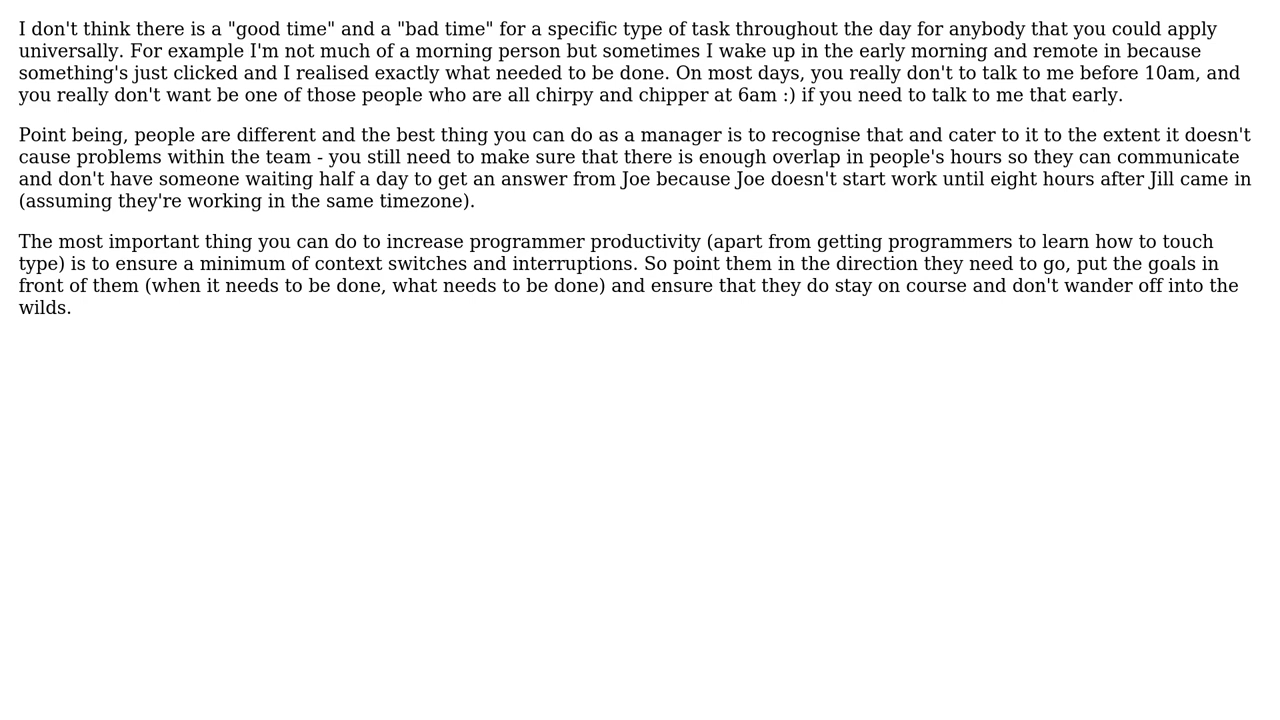 I don't think there is a "good time" and a "bad time" for a specific type of task throughout the day for anybody that you could apply
universally. For example I'm not much of a morning person but sometimes I wake up in the early morning and remote in because
something's just clicked and I realised exactly what needed to be done. On most days, you really don't to talk to me before 10am, and
you really don't want be one of those people who are all chirpy and chipper at 6am :) if you need to talk to me that early.
Point being, people are different and the best thing you can do as a manager is to recognise that and cater to it to the extent it doesn't
cause problems within the team - you still need to make sure that there is enough overlap in people's hours so they can communicate
and don't have someone waiting half a day to get an answer from Joe because Joe doesn't start work until eight hours after Jill came in
(assuming they're working in the same timezone).
The most important thing you can do to increase programmer productivity (apart from getting programmers to learn how to touch
type) is to ensure a minimum of context switches and interruptions. So point them in the direction they need to go, put the goals in
front of them (when it needs to be done, what needs to be done) and ensure that they do stay on course and don't wander off into the
wilds.